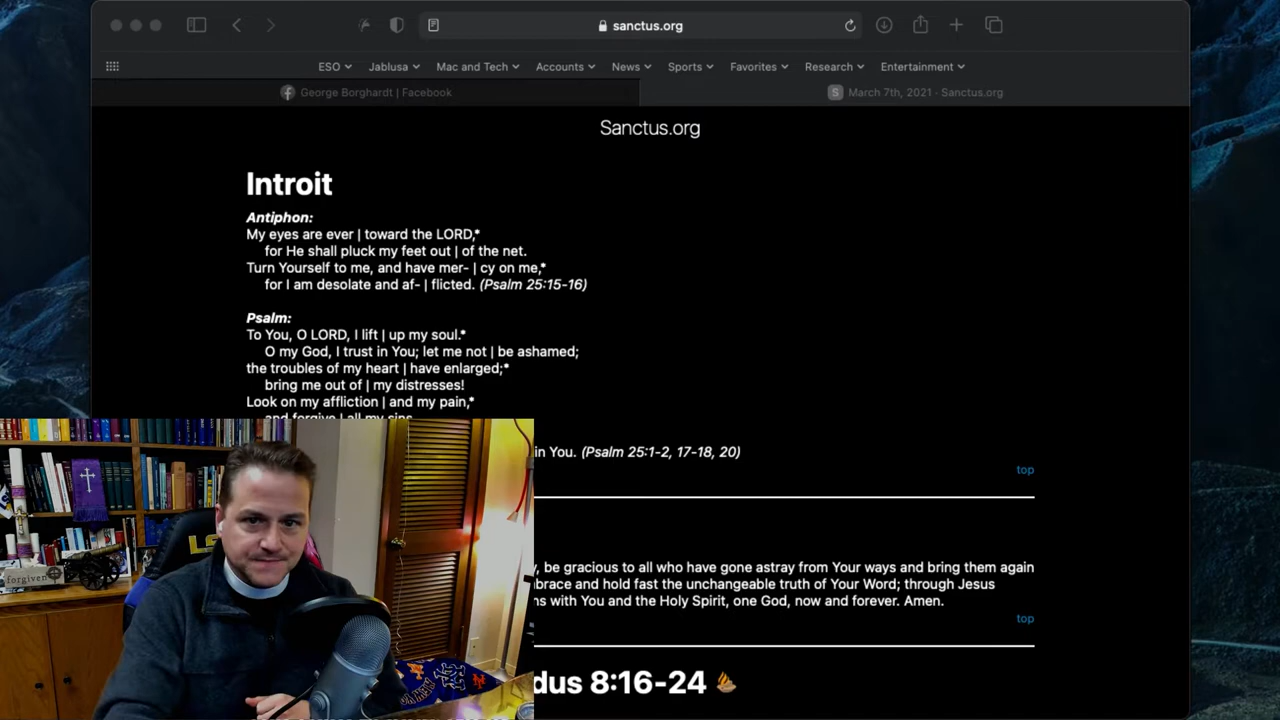 sanctus.org
ESO Jablusa Mac and Tech Accounts News Sports Favorites Research Entertainment
George Borghardt | Facebook
S March 7th, 2021 · Sanctus.org
Sanctus.org
Introit
Antiphon:
My eyes are ever | toward the LORD,*
for He shall pluck my feet out | of the net.
Turn Yourself to me, and have mer- | cy on me,*
for I am desolate and af- | flicted. (Psalm 25:15-16)
Psalm:
To You, O LORD, I lift | up my soul.*
O my God, I trust in You; let me not | be ashamed;
the troubles of my heart | have enlarged;*
bring me out of | my distresses!
Look on my affliction | and my pain,*
and forgive | all my sins.
in You. (Psalm 25:1-2, 17-18, 20)
top
, be gracious to all who have gone astray from Your ways and bring them again
brace and hold fast the unchangeable truth of Your Word; through Jesus
ns with You and the Holy Spirit, one God, now and forever. Amen.
top
dus 8:16-24
forgiven